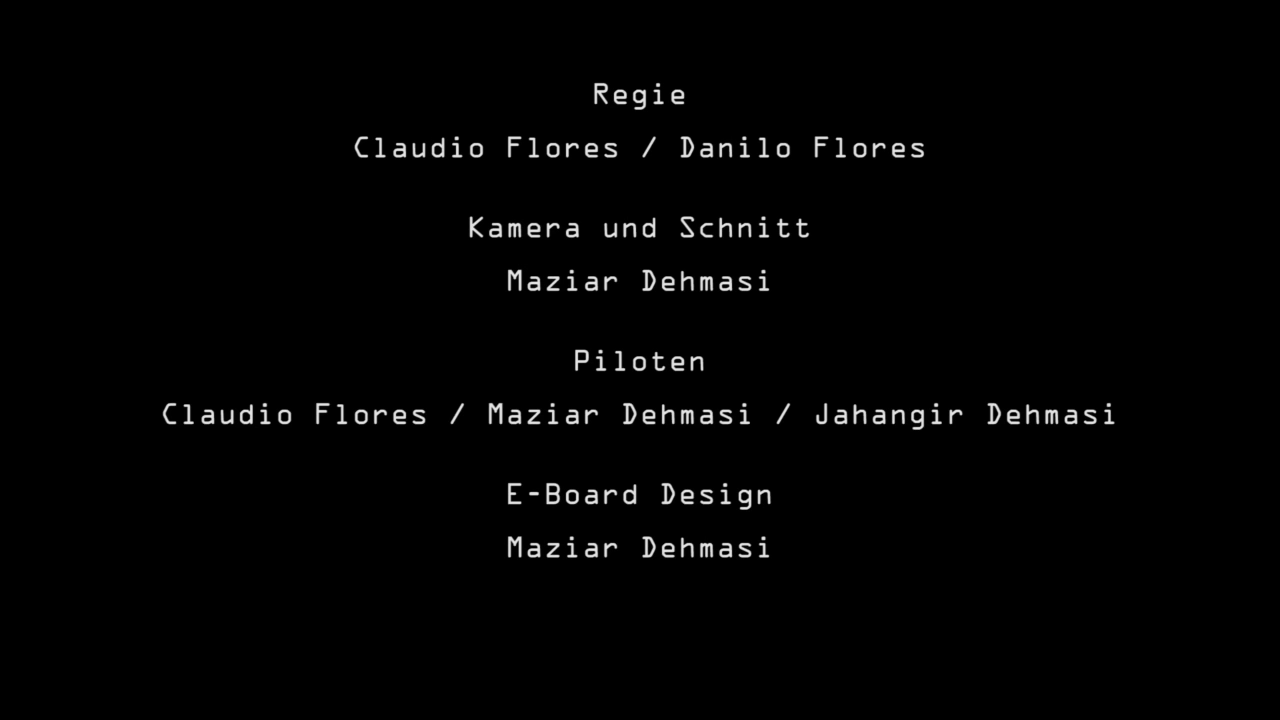 Regie
Claudio Flores / Danilo Flores
Kamera und Schnitt
Maziar Dehmasi
Piloten
Claudio Flores / Maziar Dehmasi / Jahangir Dehmasi
E-Board Design
Maziar Dehmasi